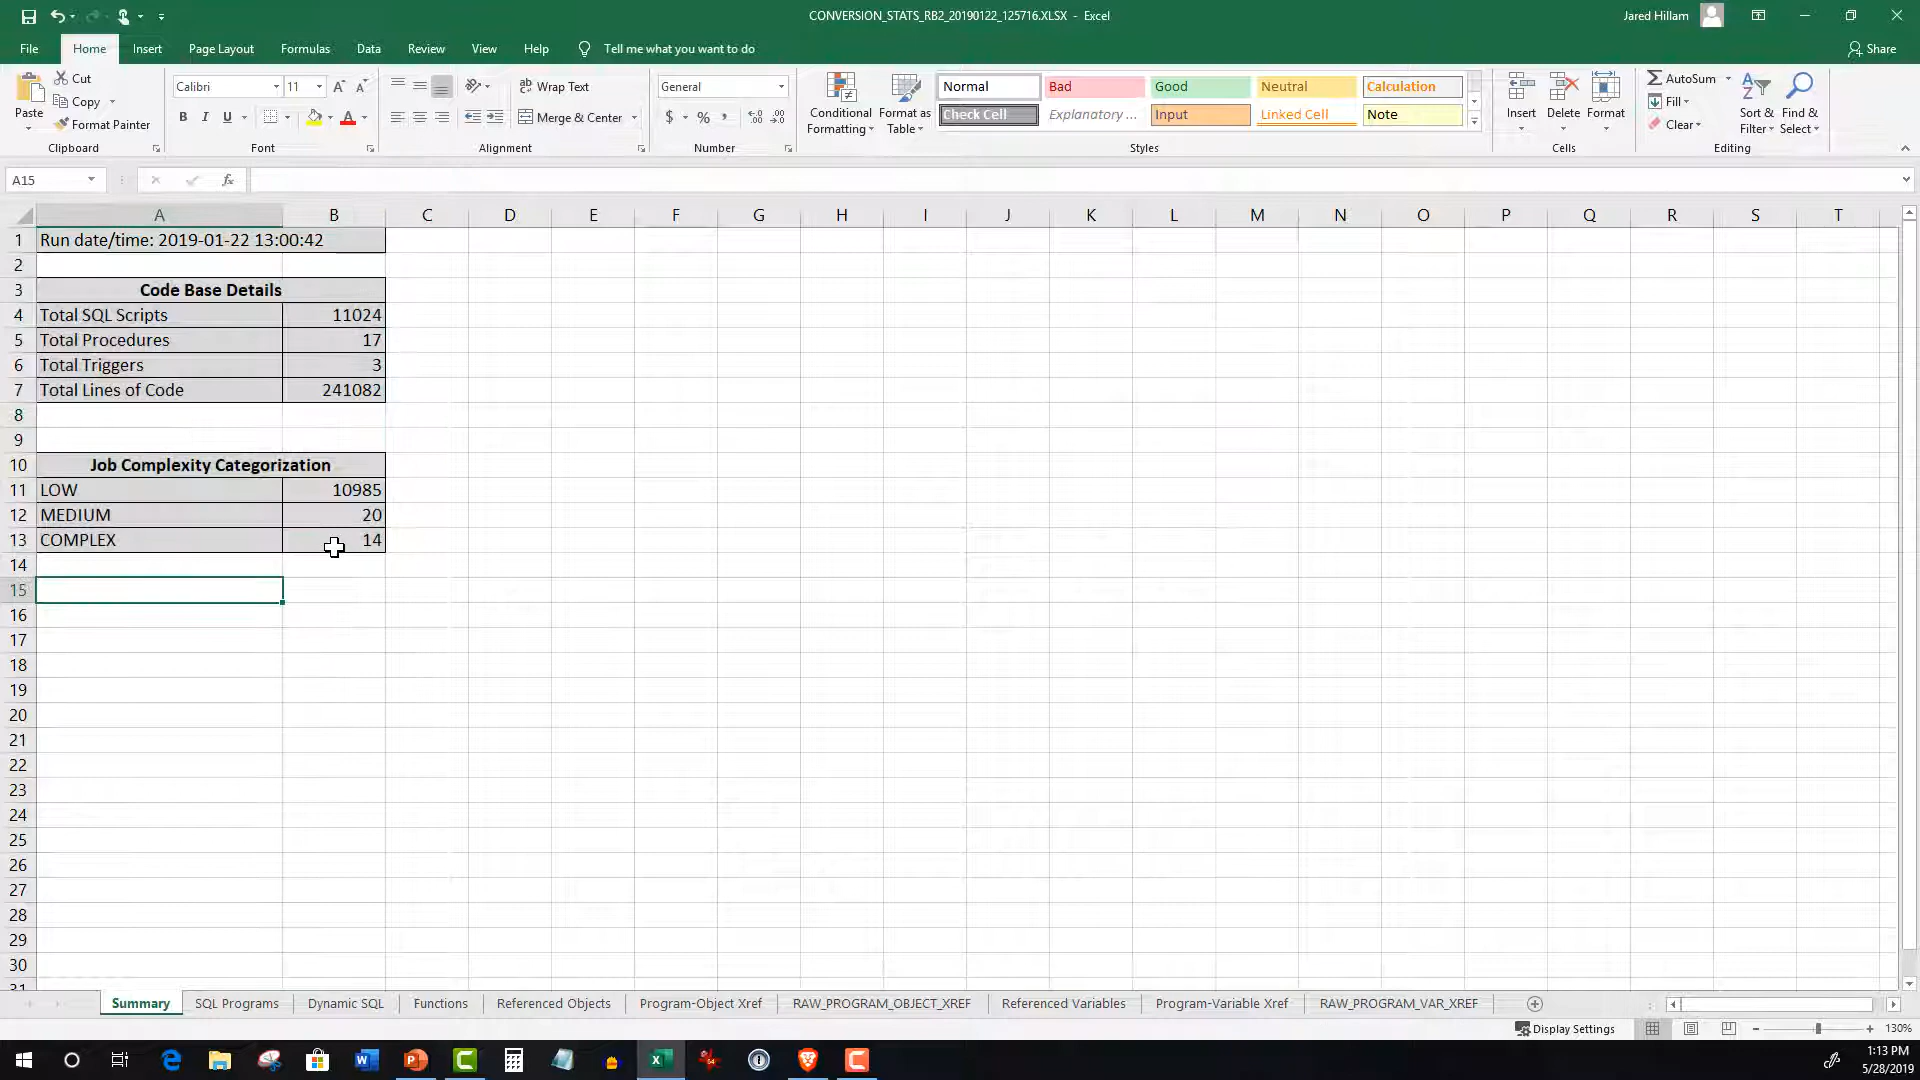 CONVERSION_STATS_RB2_20190122_125716.XLSX - Excel
Jared Hillam
File Home Insert Page Layout Formulas Data Review View Help Tell me what you want to do Share
Paste
Cut
Copy
Format Painter
Clipboard
Calibri 11
B I U
Font
Wrap Text
Merge & Center
Alignment
General
$ % ,
Number
Conditional Formatting
Format as Table
Normal Bad Good Neutral Calculation
Check Cell Explanatory ... Input Linked Cell Note
Styles
Insert Delete Format
Cells
AutoSum
Fill
Clear
Sort & Filter
Find & Select
Editing
A15
fx
A B C D E F G H I J K L M N O P Q R S T
1 Run date/time: 2019-01-22 13:00:42
2
3 Code Base Details
4 Total SQL Scripts 11024
5 Total Procedures 17
6 Total Triggers 3
7 Total Lines of Code 241082
8
9
10 Job Complexity Categorization
11 LOW 10985
12 MEDIUM 20
13 COMPLEX 14
14
15
16
17
18
19
20
21
22
23
24
25
26
27
28
29
30
31
Summary SQL Programs Dynamic SQL Functions Referenced Objects Program-Object Xref RAW_PROGRAM_OBJECT_XREF Referenced Variables Program-Variable Xref RAW_PROGRAM_VAR_XREF
Display Settings 130%
1:13 PM
5/28/2019